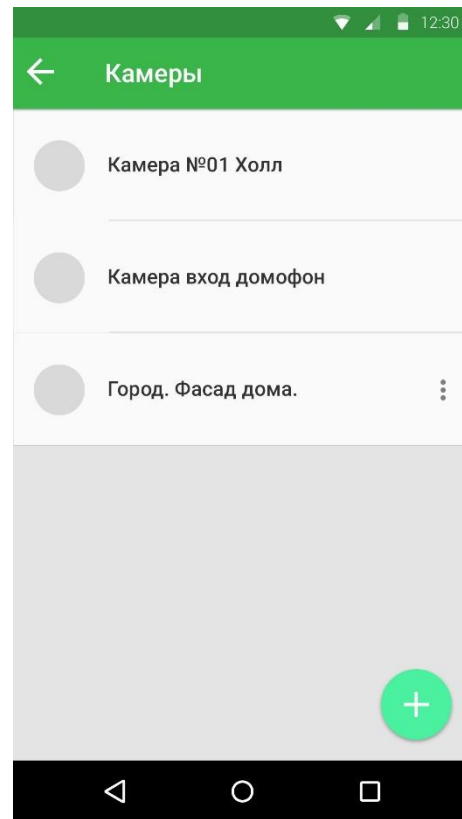 12:30
Камеры
Камера №01 Холл
Камера вход домофон
Город. Фасад дома.